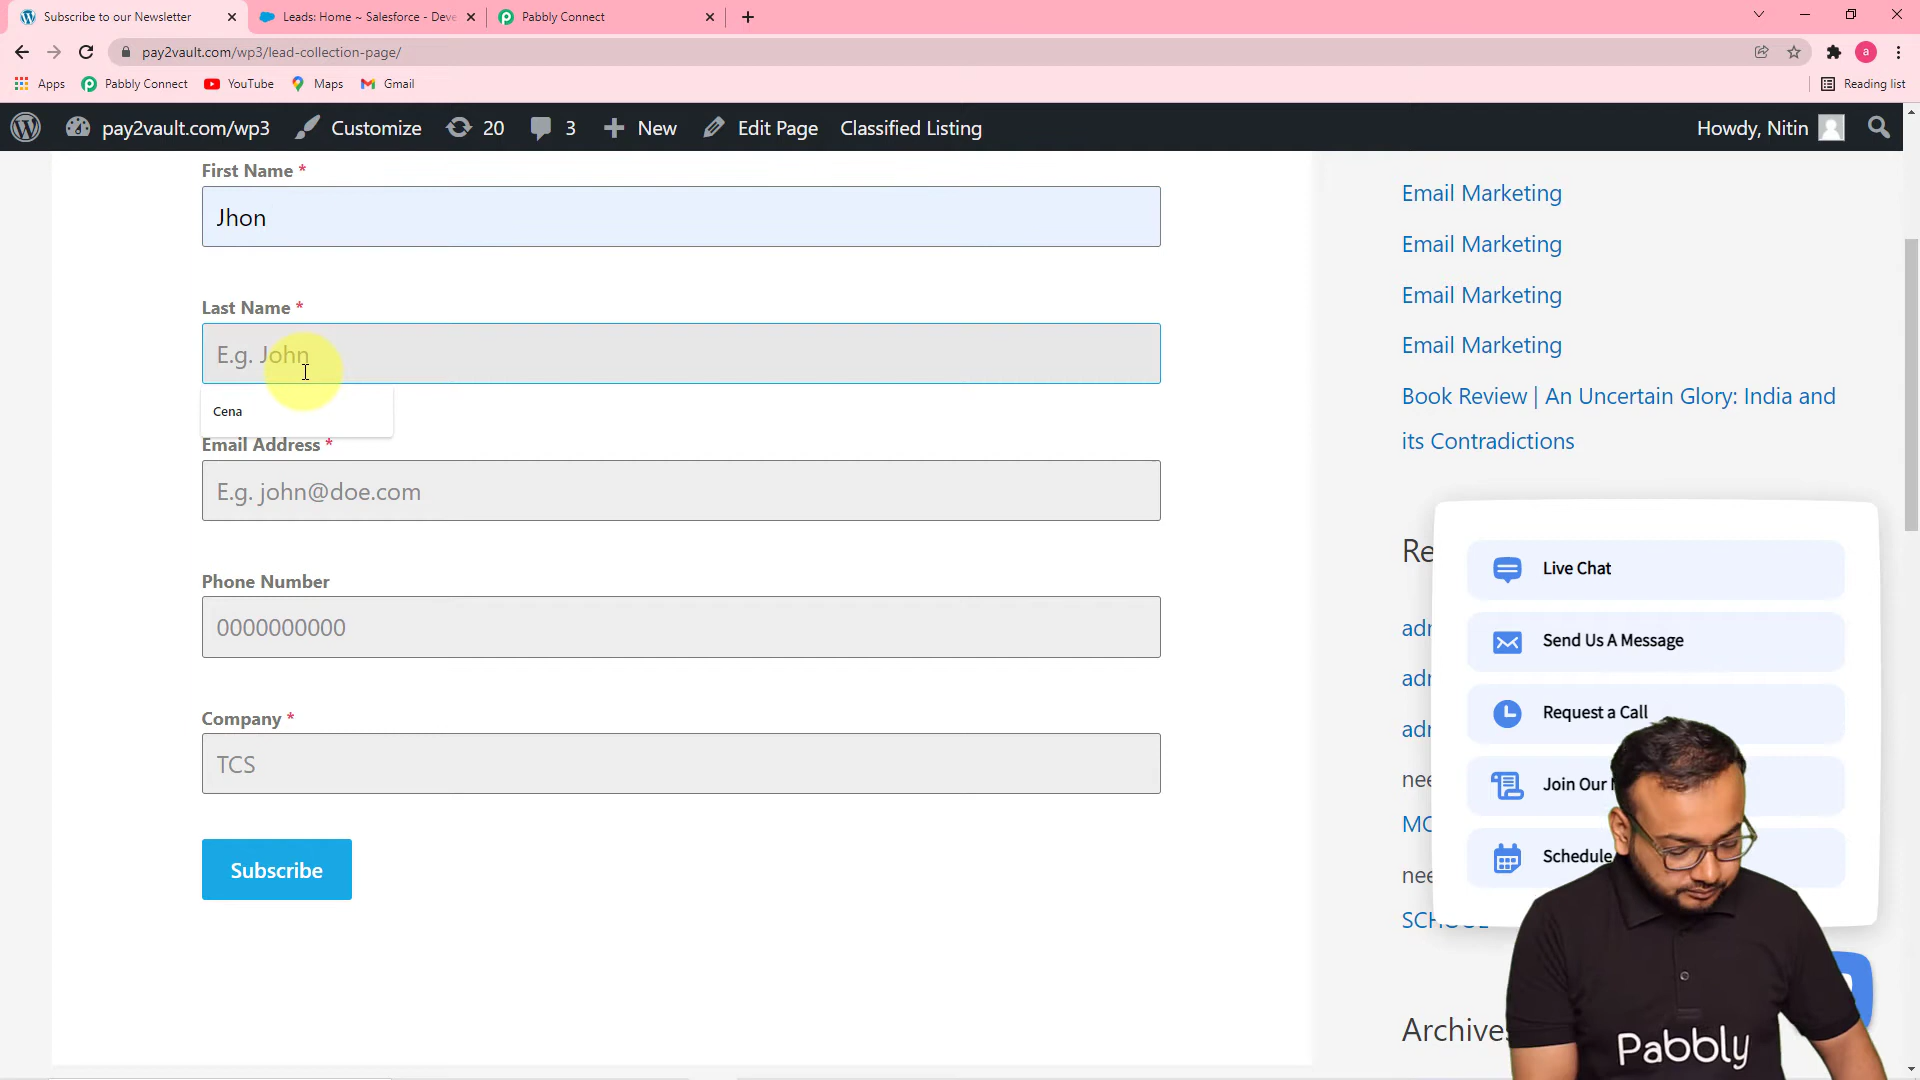 Subscribe to our Newsletter
Leads: Home ~ Salesforce - Deve
Pabbly Connect
pay2vault.com/wp3/lead-collection-page/
a
Apps
Pabbly Connect
YouTube
Maps
Gmail
Reading list
pay2vault.com/wp3
Customize
20
3
New
Edit Page
Classified Listing
Howdy, Nitin
First Name *
Jhon
Last Name *
E.g. John
Cena
Email Address *
E.g. john@doe.com
Phone Number
0000000000
Company *
TCS
Subscribe
Email Marketing
Email Marketing
Email Marketing
Email Marketing
Book Review | An Uncertain Glory: India and
its Contradictions
Live Chat
Send Us A Message
Request a Call
Join Our
Schedule
Archives
Pabbly